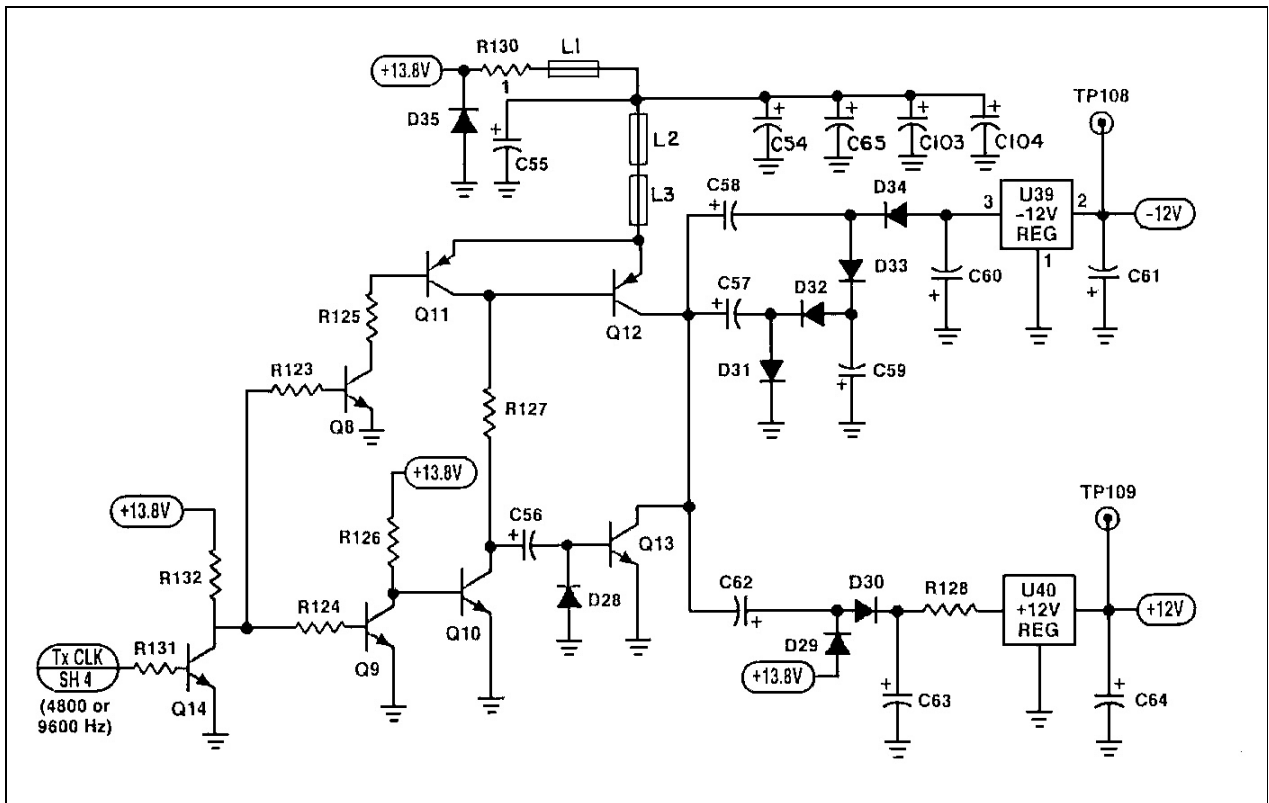 R130
L1
+13.8V
1
TP108
D35
+
C55
L2
+
C54
+
C65
+
C103
+
C104
L3
C58
+
D34
3
U39
-12V
REG
2
-12V
1
D33
C60
+
C61
+
Q11
Q12
C57
+
D32
R125
D31
C59
+
R123
Q8
R127
+13.8V
TP109
+13.8V
R126
C56
+
Q13
R132
C62
+
D30
R128
U40
+12V
REG
+12V
R124
Q10
D28
D29
Tx CLK
SH 4
(4800 or
9600 Hz)
R131
Q9
+13.8V
+
C63
+
C64
Q14